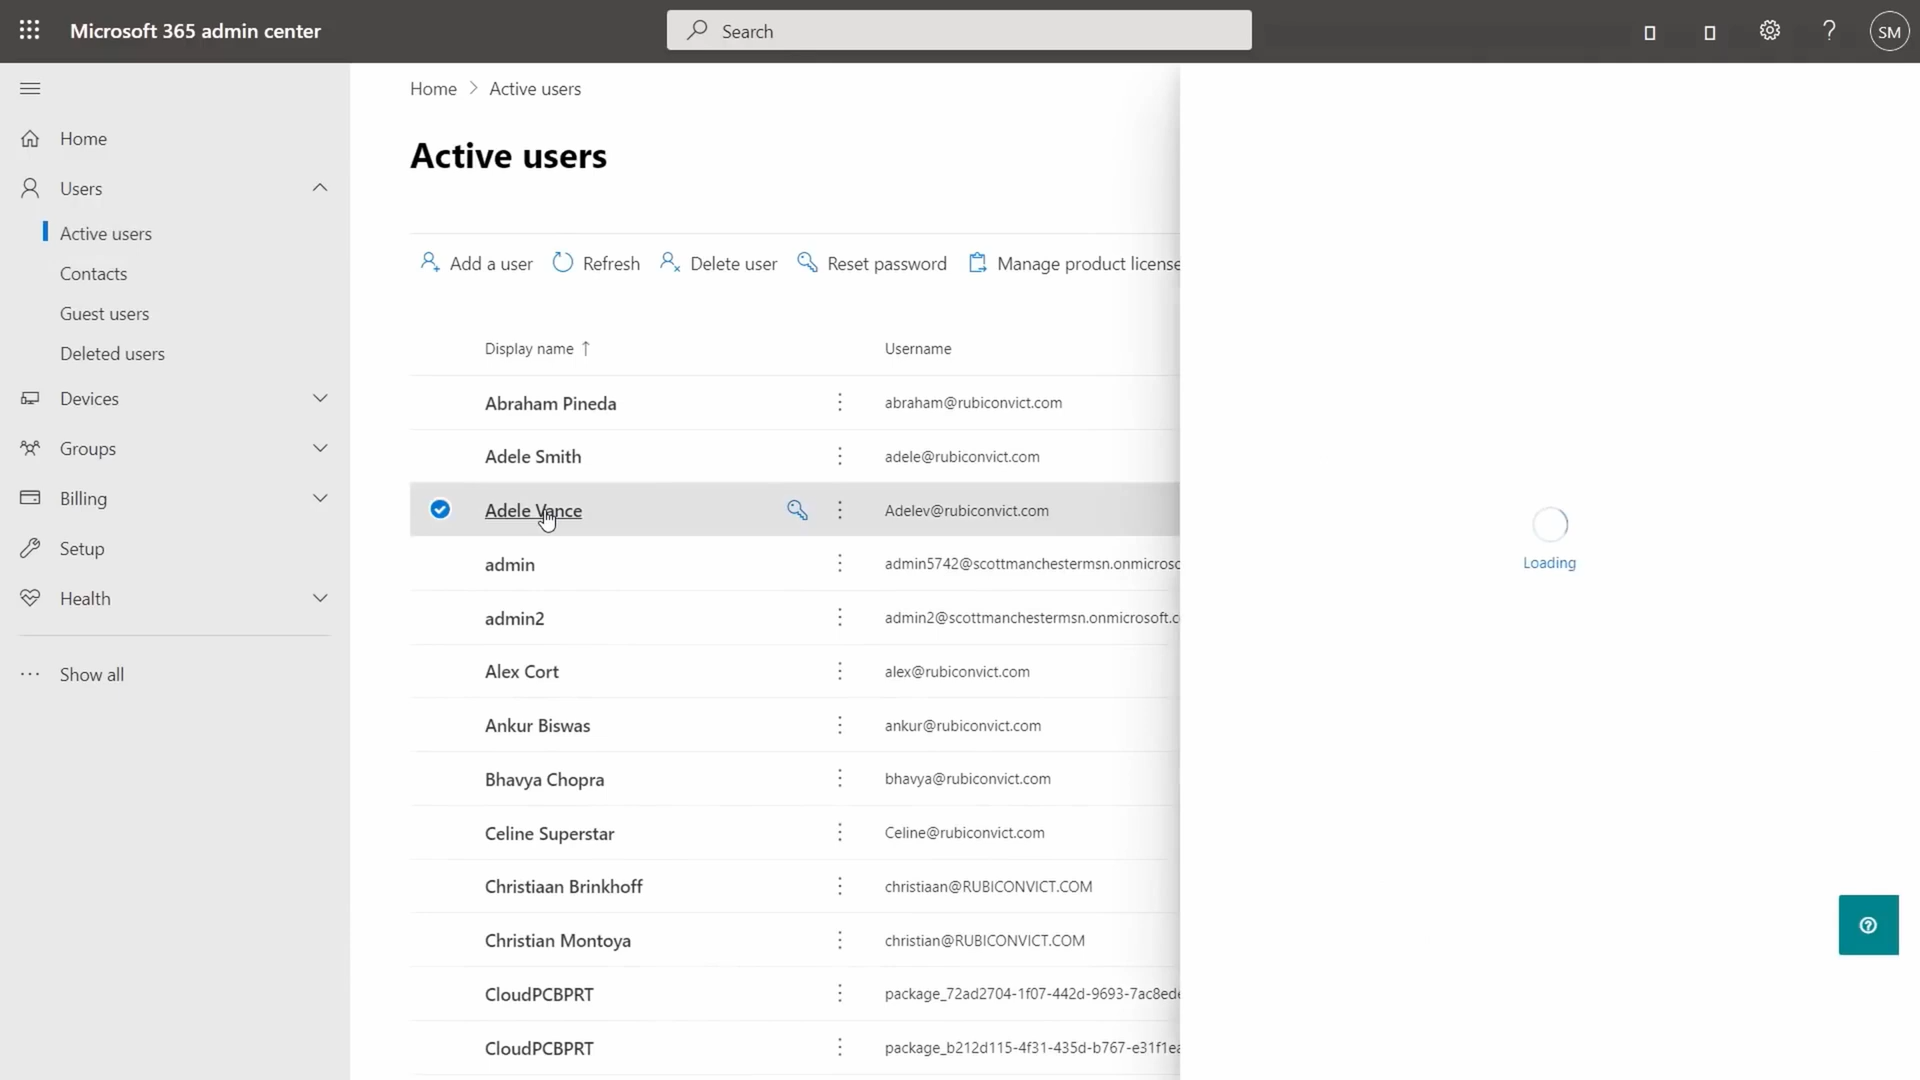 Microsoft 365 admin center
Search
SM
Home
Users
Active users
Contacts
Guest users
Deleted users
Devices
Groups
Billing
Setup
Health
Show all
Home > Active users
Active users
Add a user Refresh Delete user Reset password Manage product license
Display name ↑ Username
Abraham Pineda abraham@rubiconvict.com
Adele Smith adele@rubiconvict.com
Adele Vance Adelev@rubiconvict.com
admin admin5742@scottmanchestermsn.onmicrosc
admin2 admin2@scottmanchestermsn.onmicrosoft.c
Alex Cort alex@rubiconvict.com
Ankur Biswas ankur@rubiconvict.com
Bhavya Chopra bhavya@rubiconvict.com
Celine Superstar Celine@rubiconvict.com
Christiaan Brinkhoff christiaan@RUBICONVICT.COM
Christian Montoya christian@RUBICONVICT.COM
CloudPCBPRT package_72ad2704-1f07-442d-9693-7ac8ede
CloudPCBPRT package_b212d115-4f31-435d-b767-e31f1ea
Loading